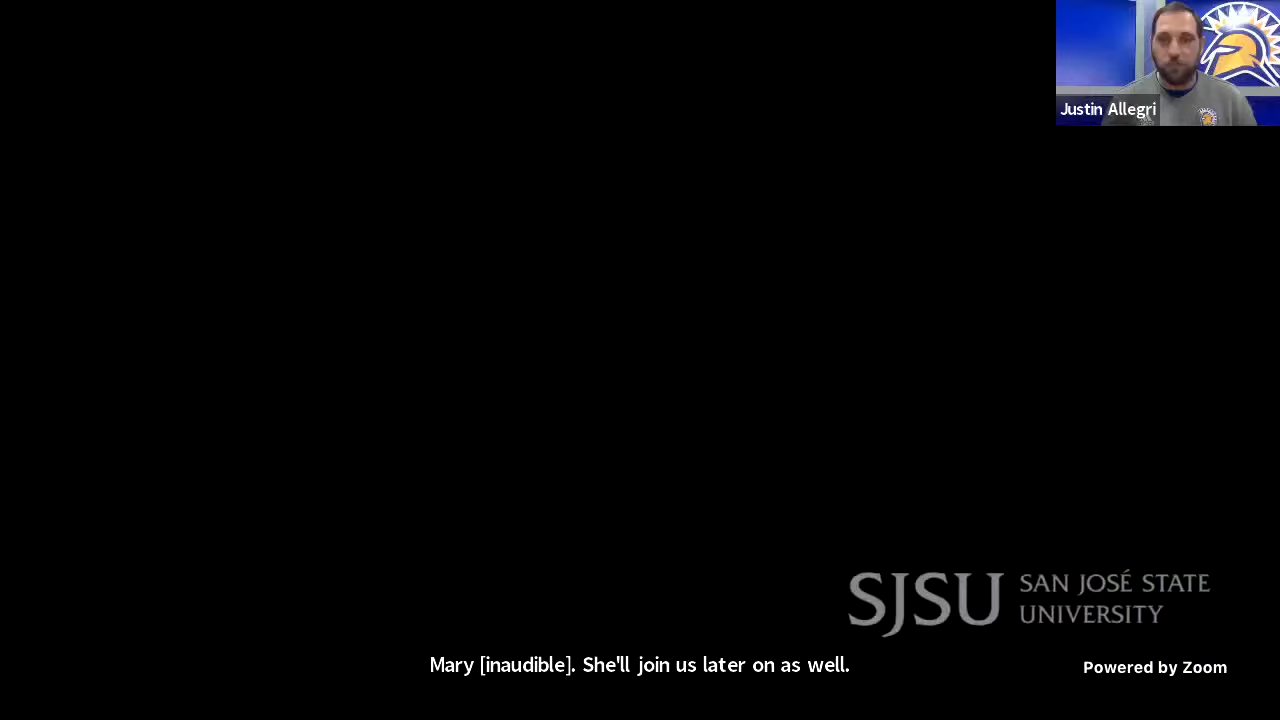 Justin Allegri
SJSU SAN JOSÉ STATE
UNIVERSITY
Mary [inaudible]. She'll join us later on as well.
Powered by Zoom